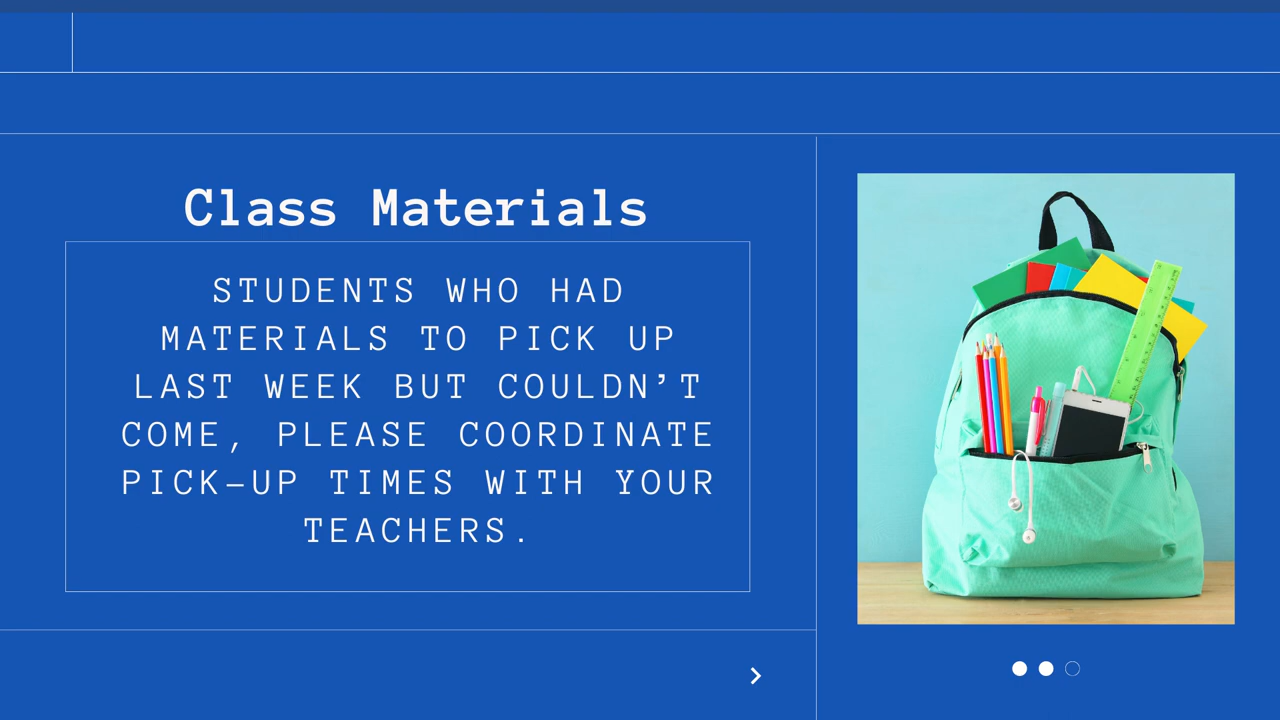 Class Materials
STUDENTS WHO HAD
MATERIALS TO PICK UP
LAST WEEK BUT COULDN’T
COME, PLEASE COORDINATE
PICK–UP TIMES WITH YOUR
TEACHERS.